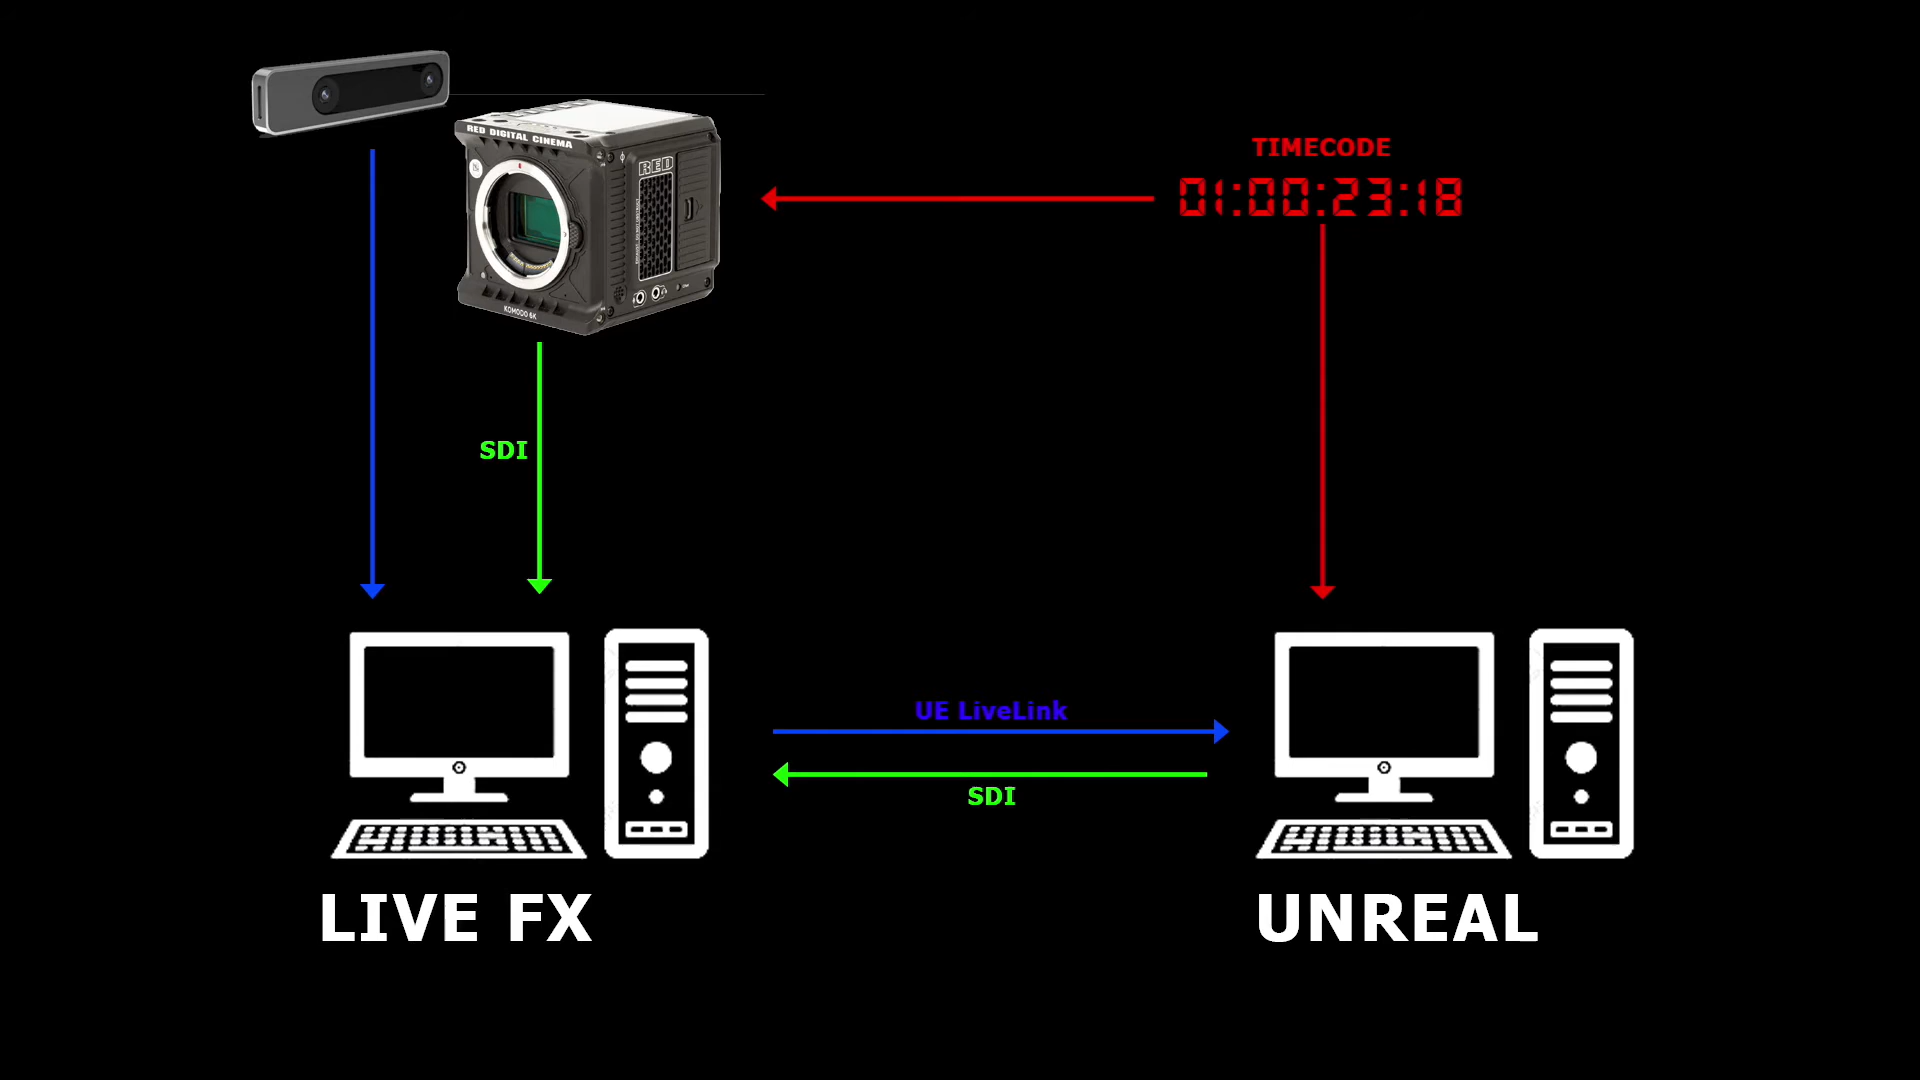 RED DIGITAL CINEMA
RED
KOMODO 6K
TIMECODE
01:00:23:18
SDI
UE LiveLink
SDI
LIVE FX
UNREAL